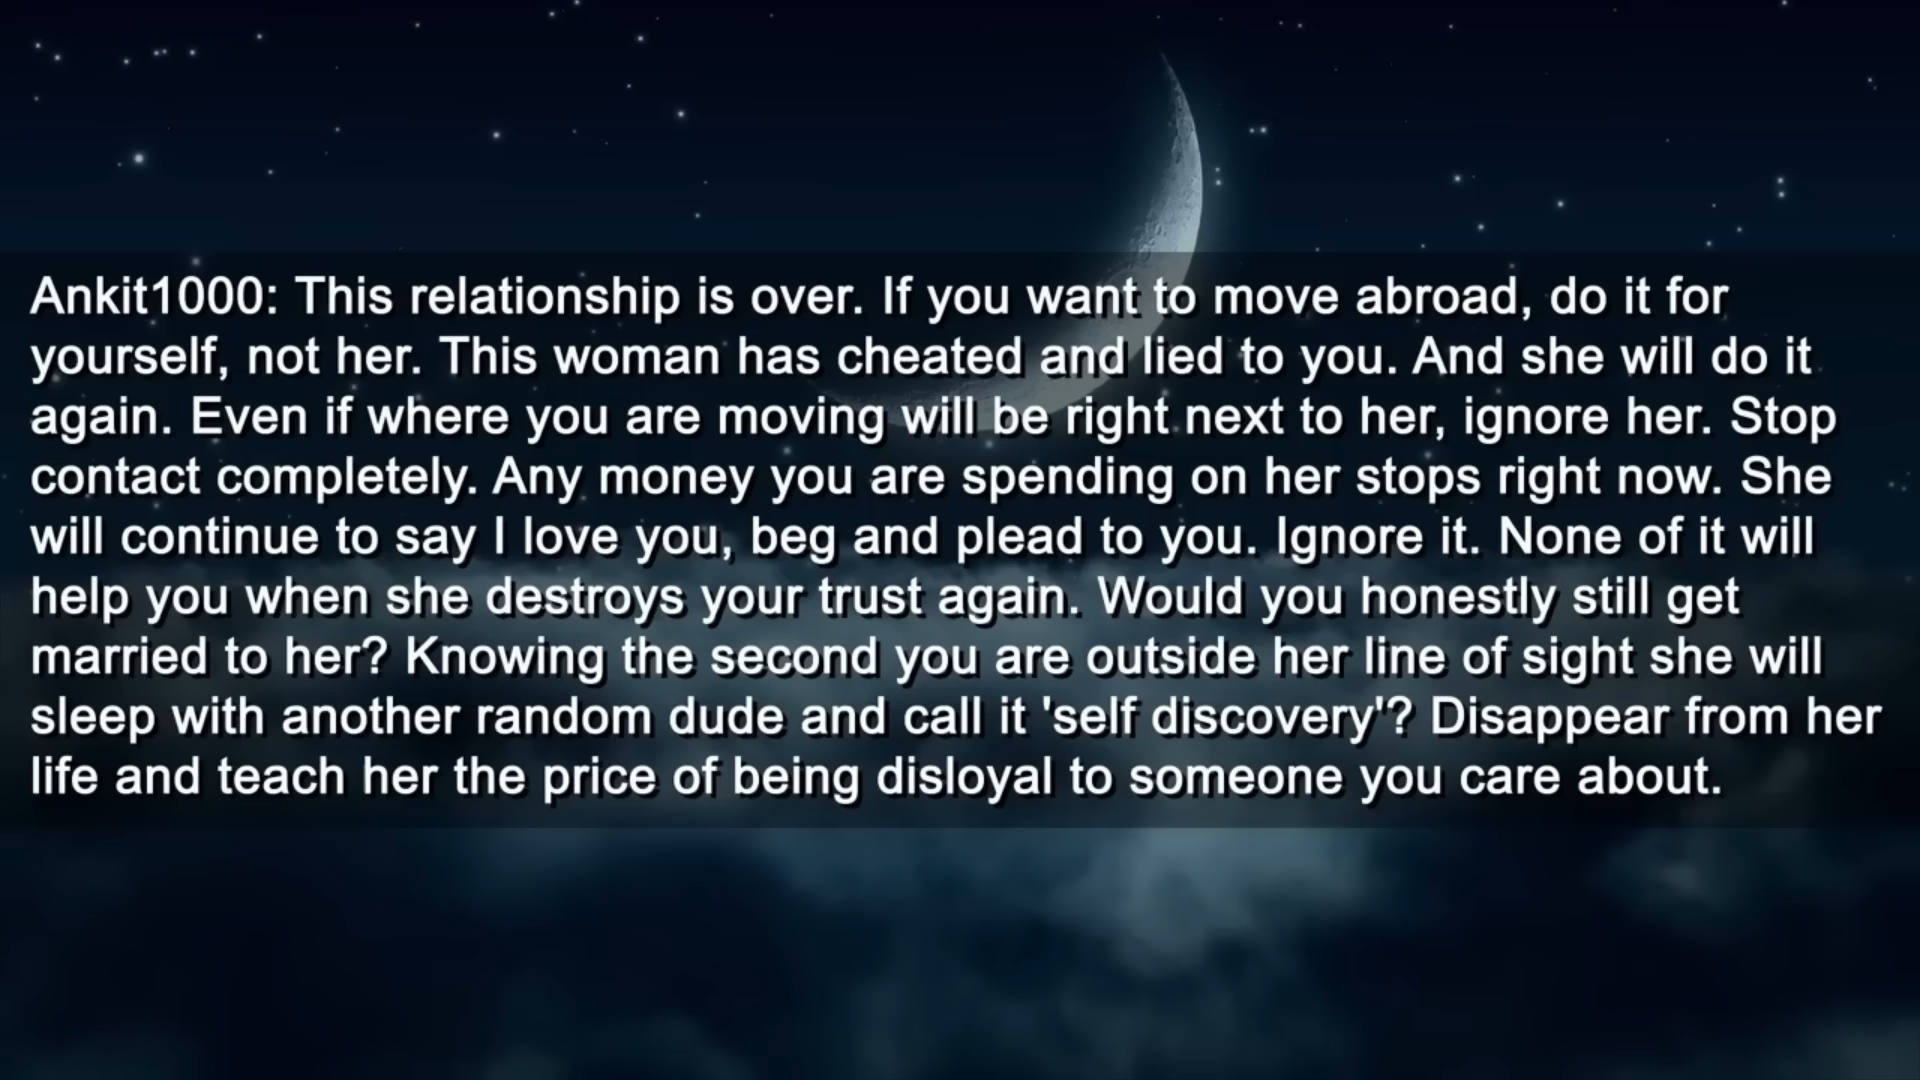 Ankit1000: This relationship is over. If you want to move abroad, do it for
yourself, not her. This woman has cheated and lied to you. And she will do it
again. Even if where you are moving will be right next to her, ignore her. Stop
contact completely. Any money you are spending on her stops right now. She
will continue to say I love you, beg and plead to you. Ignore it. None of it will
help you when she destroys your trust again. Would you honestly still get
married to her? Knowing the second you are outside her line of sight she will
sleep with another random dude and call it 'self discovery'? Disappear from her
life and teach her the price of being disloyal to someone you care about.